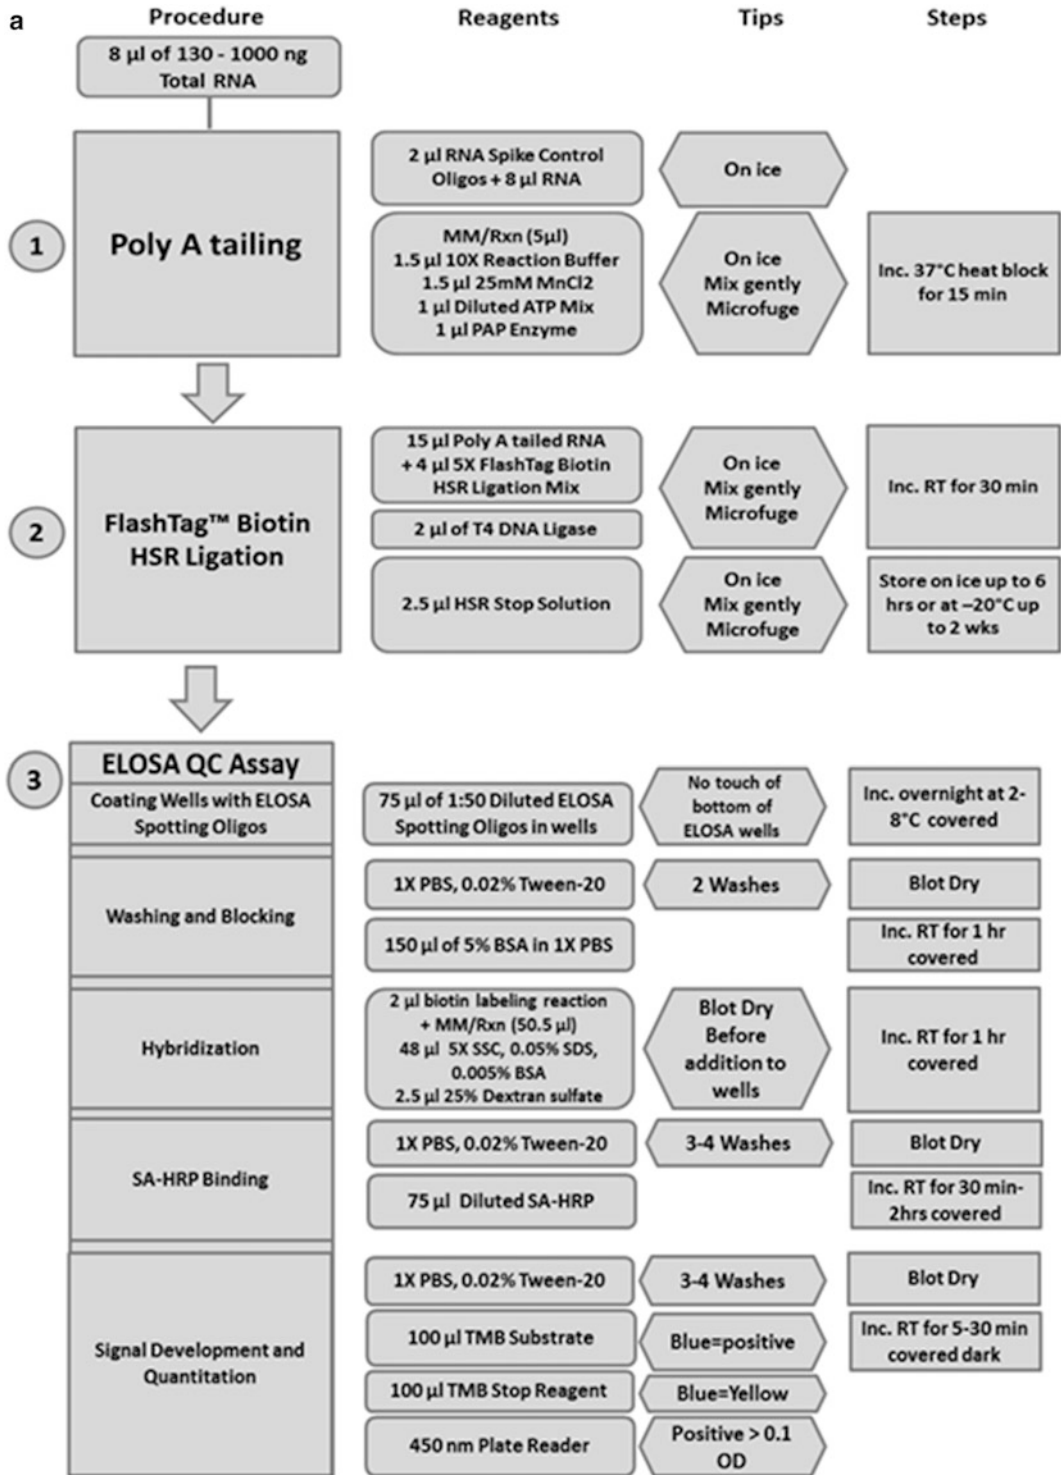 a
Procedure
Reagents
Tips
Steps
8 µl of 130 - 1000 ng
Total RNA
1
Poly A tailing
2 µl RNA Spike Control
Oligos + 8 µl RNA
On ice
MM/Rxn (5µl)
1.5 µl 10X Reaction Buffer
1.5 µl 25mM MnCl2
1 µl Diluted ATP Mix
1 µl PAP Enzyme
On ice
Mix gently
Microfuge
Inc. 37°C heat block
for 15 min
2
FlashTag™ Biotin
HSR Ligation
15 µl Poly A tailed RNA
+ 4 µl 5X FlashTag Biotin
HSR Ligation Mix
2 µl of T4 DNA Ligase
On ice
Mix gently
Microfuge
Inc. RT for 30 min
2.5 µl HSR Stop Solution
On ice
Mix gently
Microfuge
Store on ice up to 6
hrs or at –20°C up
to 2 wks
3
ELOSA QC Assay
Coating Wells with ELOSA
Spotting Oligos
75 µl of 1:50 Diluted ELOSA
Spotting Oligos in wells
No touch of
bottom of
ELOSA wells
Inc. overnight at 2-
8°C covered
Washing and Blocking
1X PBS, 0.02% Tween-20
2 Washes
Blot Dry
150 µl of 5% BSA in 1X PBS
Inc. RT for 1 hr
covered
Hybridization
2 µl biotin labeling reaction
+ MM/Rxn (50.5 µl)
48 µl 5X SSC, 0.05% SDS,
0.005% BSA
2.5 µl 25% Dextran sulfate
Blot Dry
Before
addition to
wells
Inc. RT for 1 hr
covered
SA-HRP Binding
1X PBS, 0.02% Tween-20
3-4 Washes
Blot Dry
75 µl Diluted SA-HRP
Inc. RT for 30 min-
2hrs covered
Signal Development and
Quantitation
1X PBS, 0.02% Tween-20
3-4 Washes
Blot Dry
100 µl TMB Substrate
Blue=positive
Inc. RT for 5-30 min
covered dark
100 µl TMB Stop Reagent
Blue=Yellow
450 nm Plate Reader
Positive > 0.1
OD